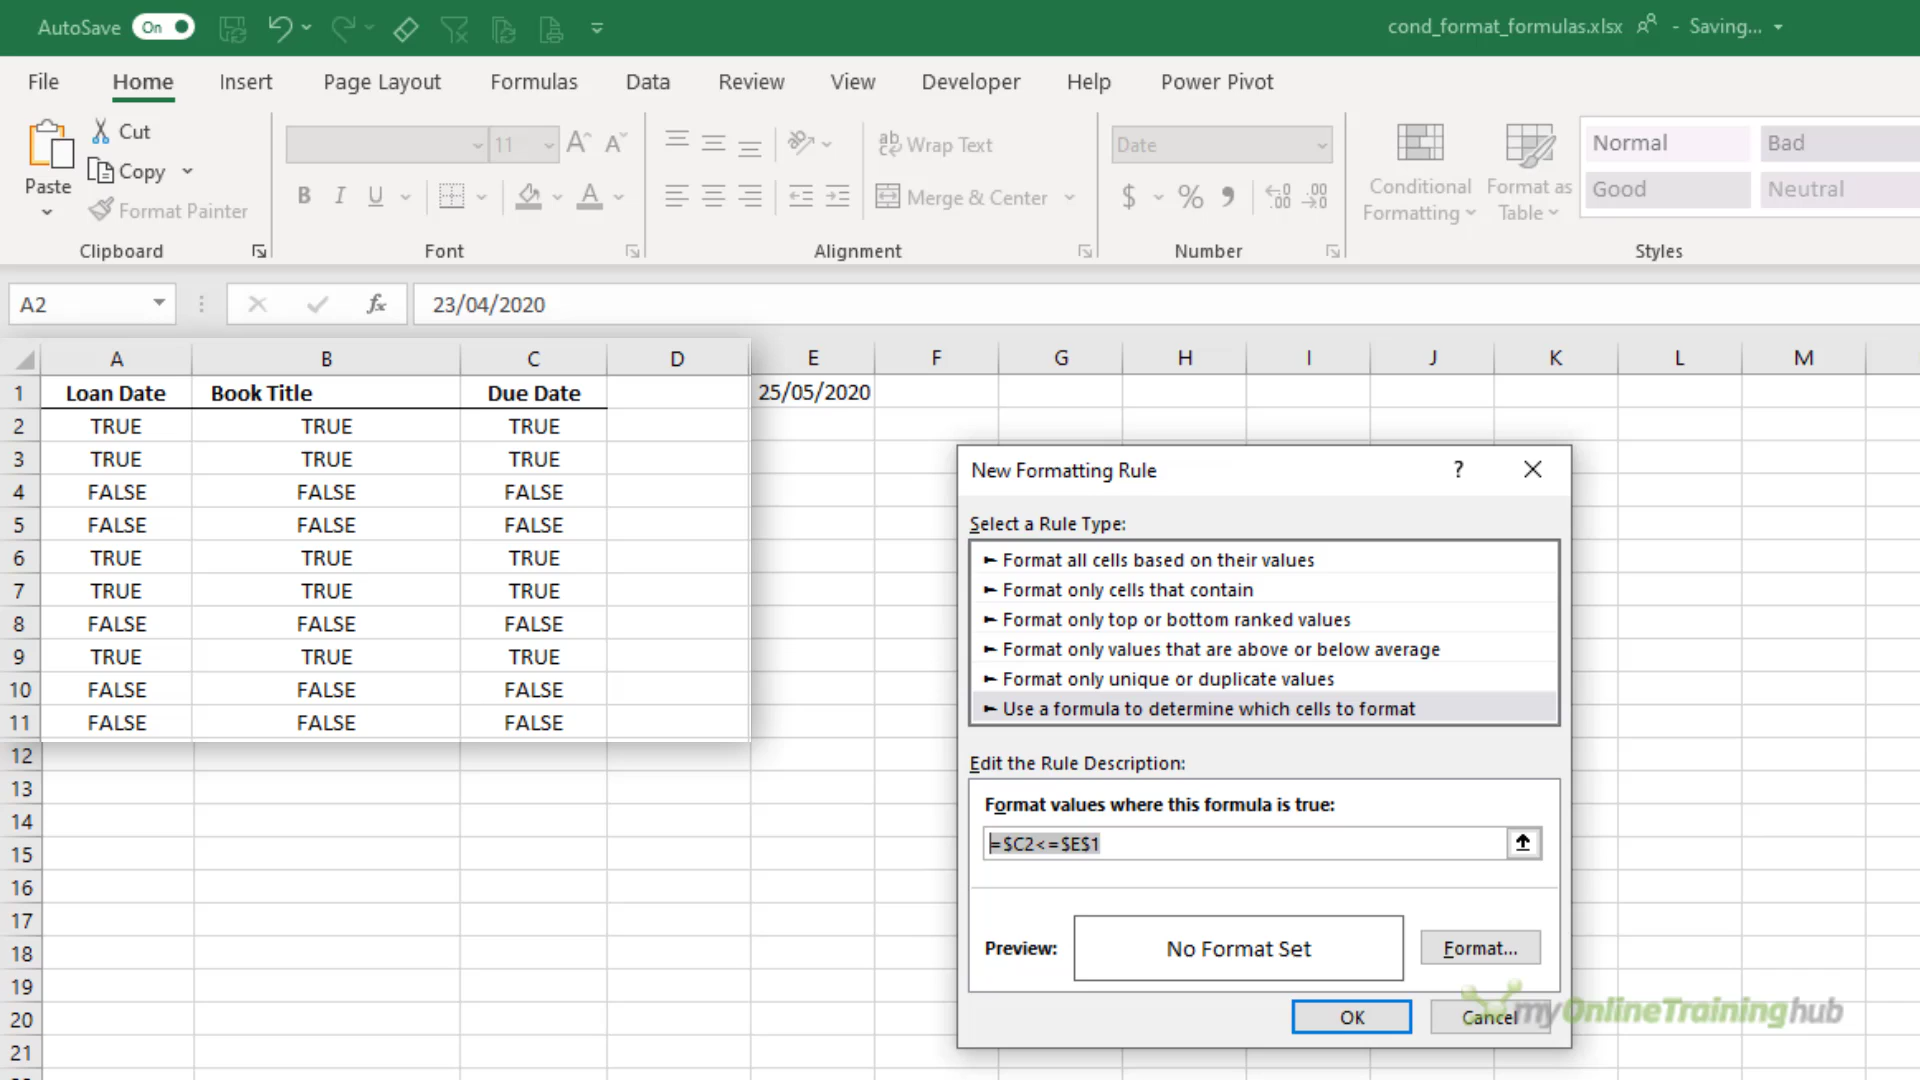 AutoSave On
cond_format_formulas.xlsx - Saving...
File Home Insert Page Layout Formulas Data Review View Developer Help Power Pivot
Paste
Cut
Copy
Format Painter
Clipboard
11
B I U
Font
ab Wrap Text
Merge & Center
Alignment
Date
$ % 9
Number
Conditional Formatting
Format as Table
Normal Bad
Good Neutral
Styles
A2 fx 23/04/2020
A B C D E F G H I J K L M
1 Loan Date Book Title Due Date 25/05/2020
2 TRUE TRUE TRUE
3 TRUE TRUE TRUE
4 FALSE FALSE FALSE
5 FALSE FALSE FALSE
6 TRUE TRUE TRUE
7 TRUE TRUE TRUE
8 FALSE FALSE FALSE
9 TRUE TRUE TRUE
10 FALSE FALSE FALSE
11 FALSE FALSE FALSE
12
13
14
15
16
17
18
19
20
21
New Formatting Rule ?
Select a Rule Type:
► Format all cells based on their values
► Format only cells that contain
► Format only top or bottom ranked values
► Format only values that are above or below average
► Format only unique or duplicate values
► Use a formula to determine which cells to format
Edit the Rule Description:
Format values where this formula is true:
=$C2<=$E$1
Preview: No Format Set Format...
OK Cancel
myOnlineTraininghub